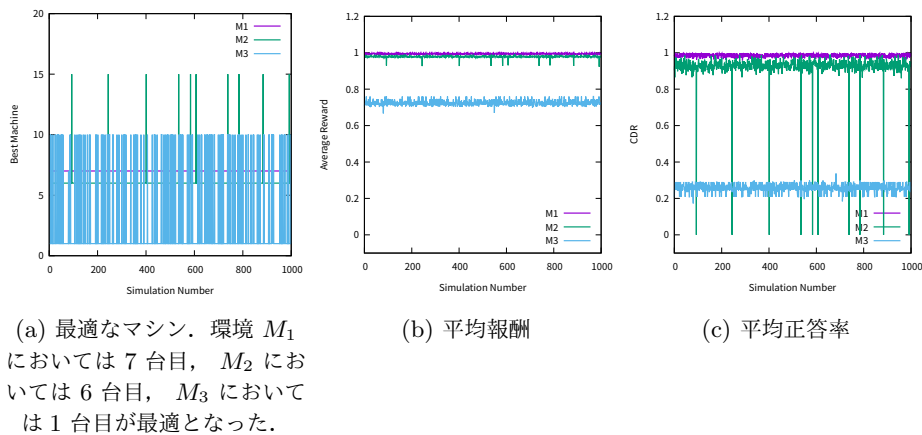 20
15
10
5
0
0
200
400
600
800
1000
Best Machine
Simulation Number
M1
M2
M3
1.2
1
0.8
0.6
0.4
0.2
0
0
200
400
600
800
1000
Average Reward
Simulation Number
M1
M2
M3
1.2
1
0.8
0.6
0.4
0.2
0
0
200
400
600
800
1000
CDR
Simulation Number
M1
M2
M3
(a) 最適なマシン．環境 M1
においては 7 台目， M2 にお
いては 6 台目， M3 において
は 1 台目が最適となった．
(b) 平均報酬
(c) 平均正答率